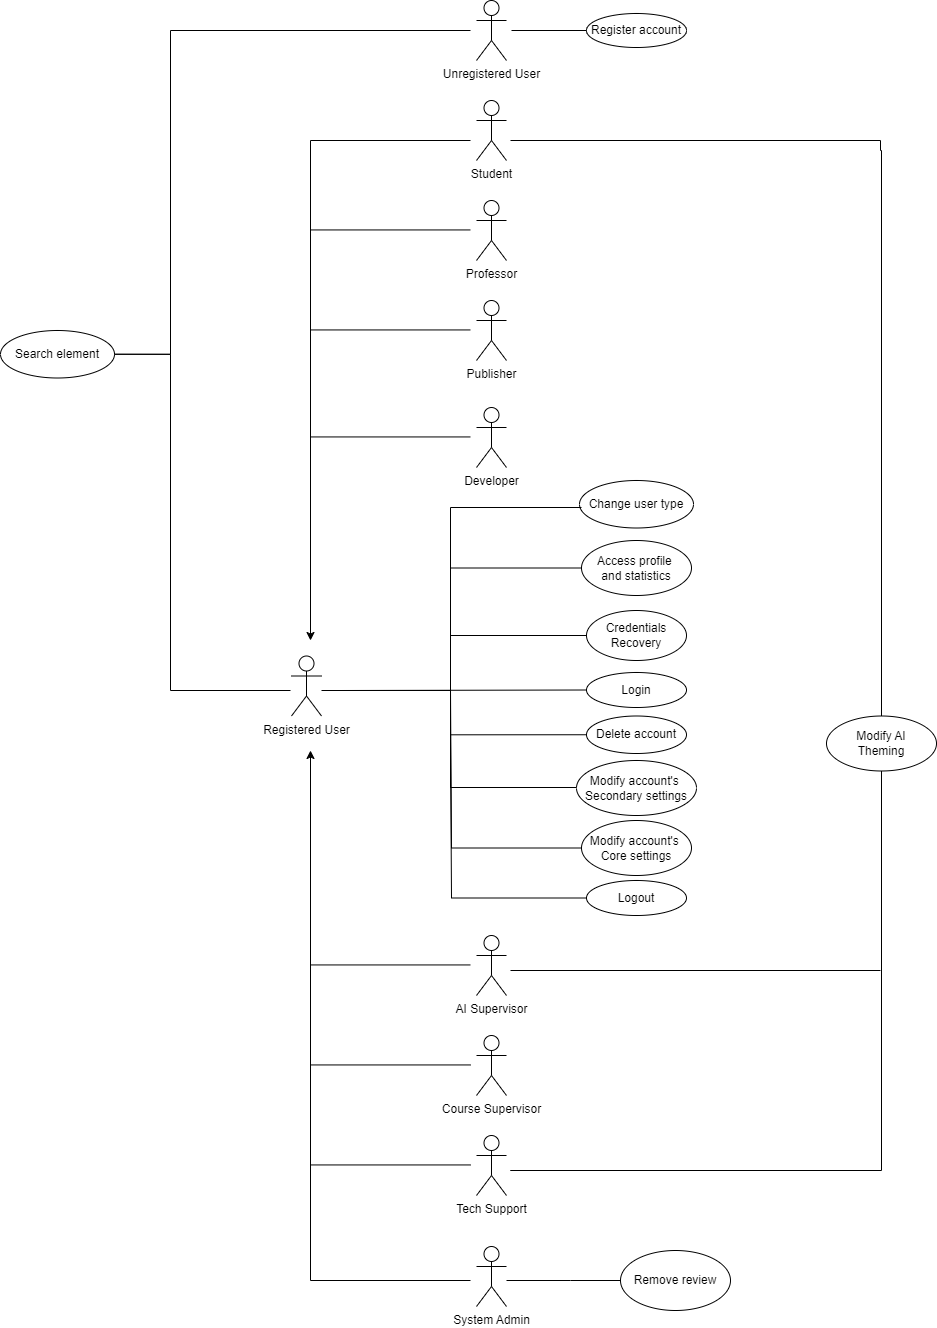 Register account
Unregistered User
Student
Professor
Search element
Publisher
Developer
Change user type
Access profile
and statistics
Credentials
Recovery
Login
Registered User
Delete account
Modify AI
Theming
Modify account's
Secondary settings
Modify account's
Core settings
Logout
AI Supervisor
Course Supervisor
Tech Support
Remove review
System Admin